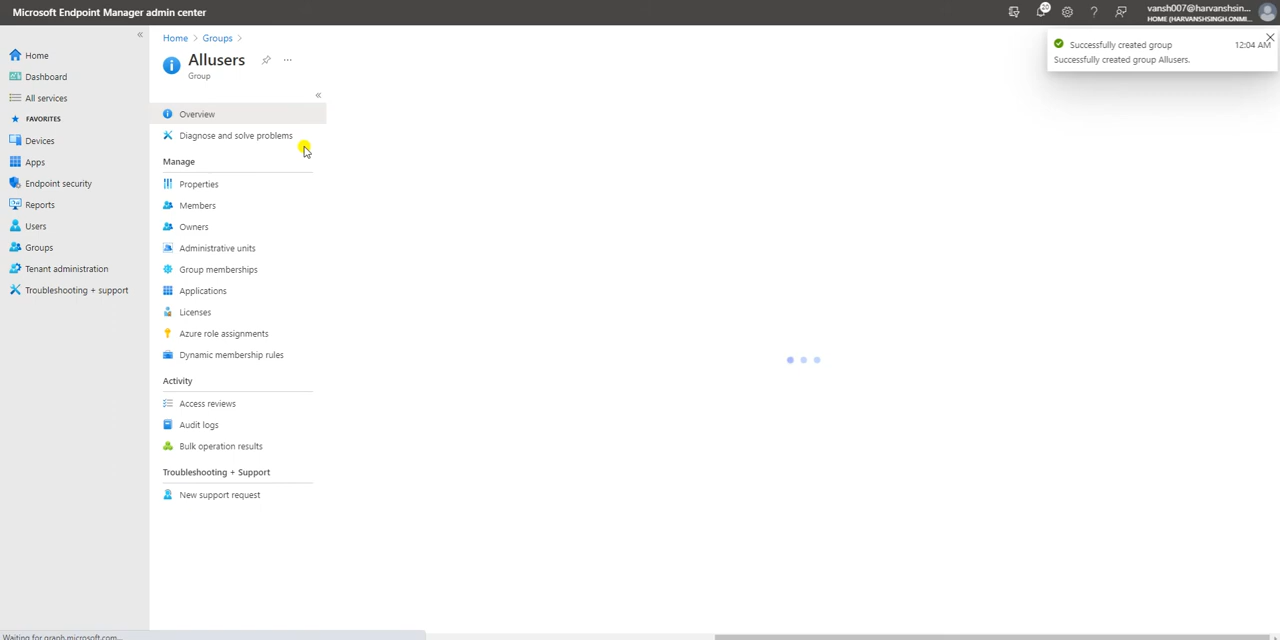 Microsoft Endpoint Manager admin center
20
vansh007@harvanshsin...
HOME (HARVANSHSINGH.ONMI...
«
Home
Dashboard
All services
FAVORITES
Devices
Apps
Endpoint security
Reports
Users
Groups
Tenant administration
Troubleshooting + support
Home > Groups >
Allusers
...
Group
«
Overview
Diagnose and solve problems
Manage
Properties
Members
Owners
Administrative units
Group memberships
Applications
Licenses
Azure role assignments
Dynamic membership rules
Activity
Access reviews
Audit logs
Bulk operation results
Troubleshooting + Support
New support request
Successfully created group
12:04 AM
Successfully created group Allusers.
Waiting for graph.microsoft.com...